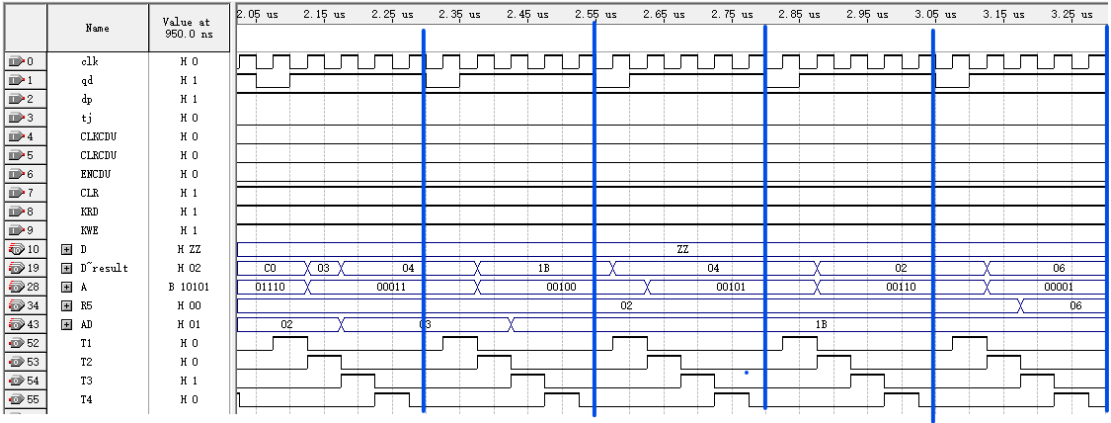 Name Value at 950.0 ns 2.05 us 2.15 us 2.25 us 2.35 us 2.45 us 2.55 us 2.65 us 2.75 us 2.85 us 2.95 us 3.05 us 3.15 us 3.25 us
0 clk H 0
1 qd H 1
2 dp H 1
3 tj H 0
4 CLKCDU H 0
5 CLRCDU H 0
6 ENCDU H 0
7 CLR H 1
8 KRD H 1
9 KWE H 1
10 D H ZZ ZZ
19 D~result H 02 C0 03 04 1B 04 02 06
28 A B 10101 01110 00011 00100 00101 00110 00001
34 R5 H 00 02 06
43 AD H 01 02 03 1B
52 T1 H 0
53 T2 H 0
54 T3 H 1
55 T4 H 0